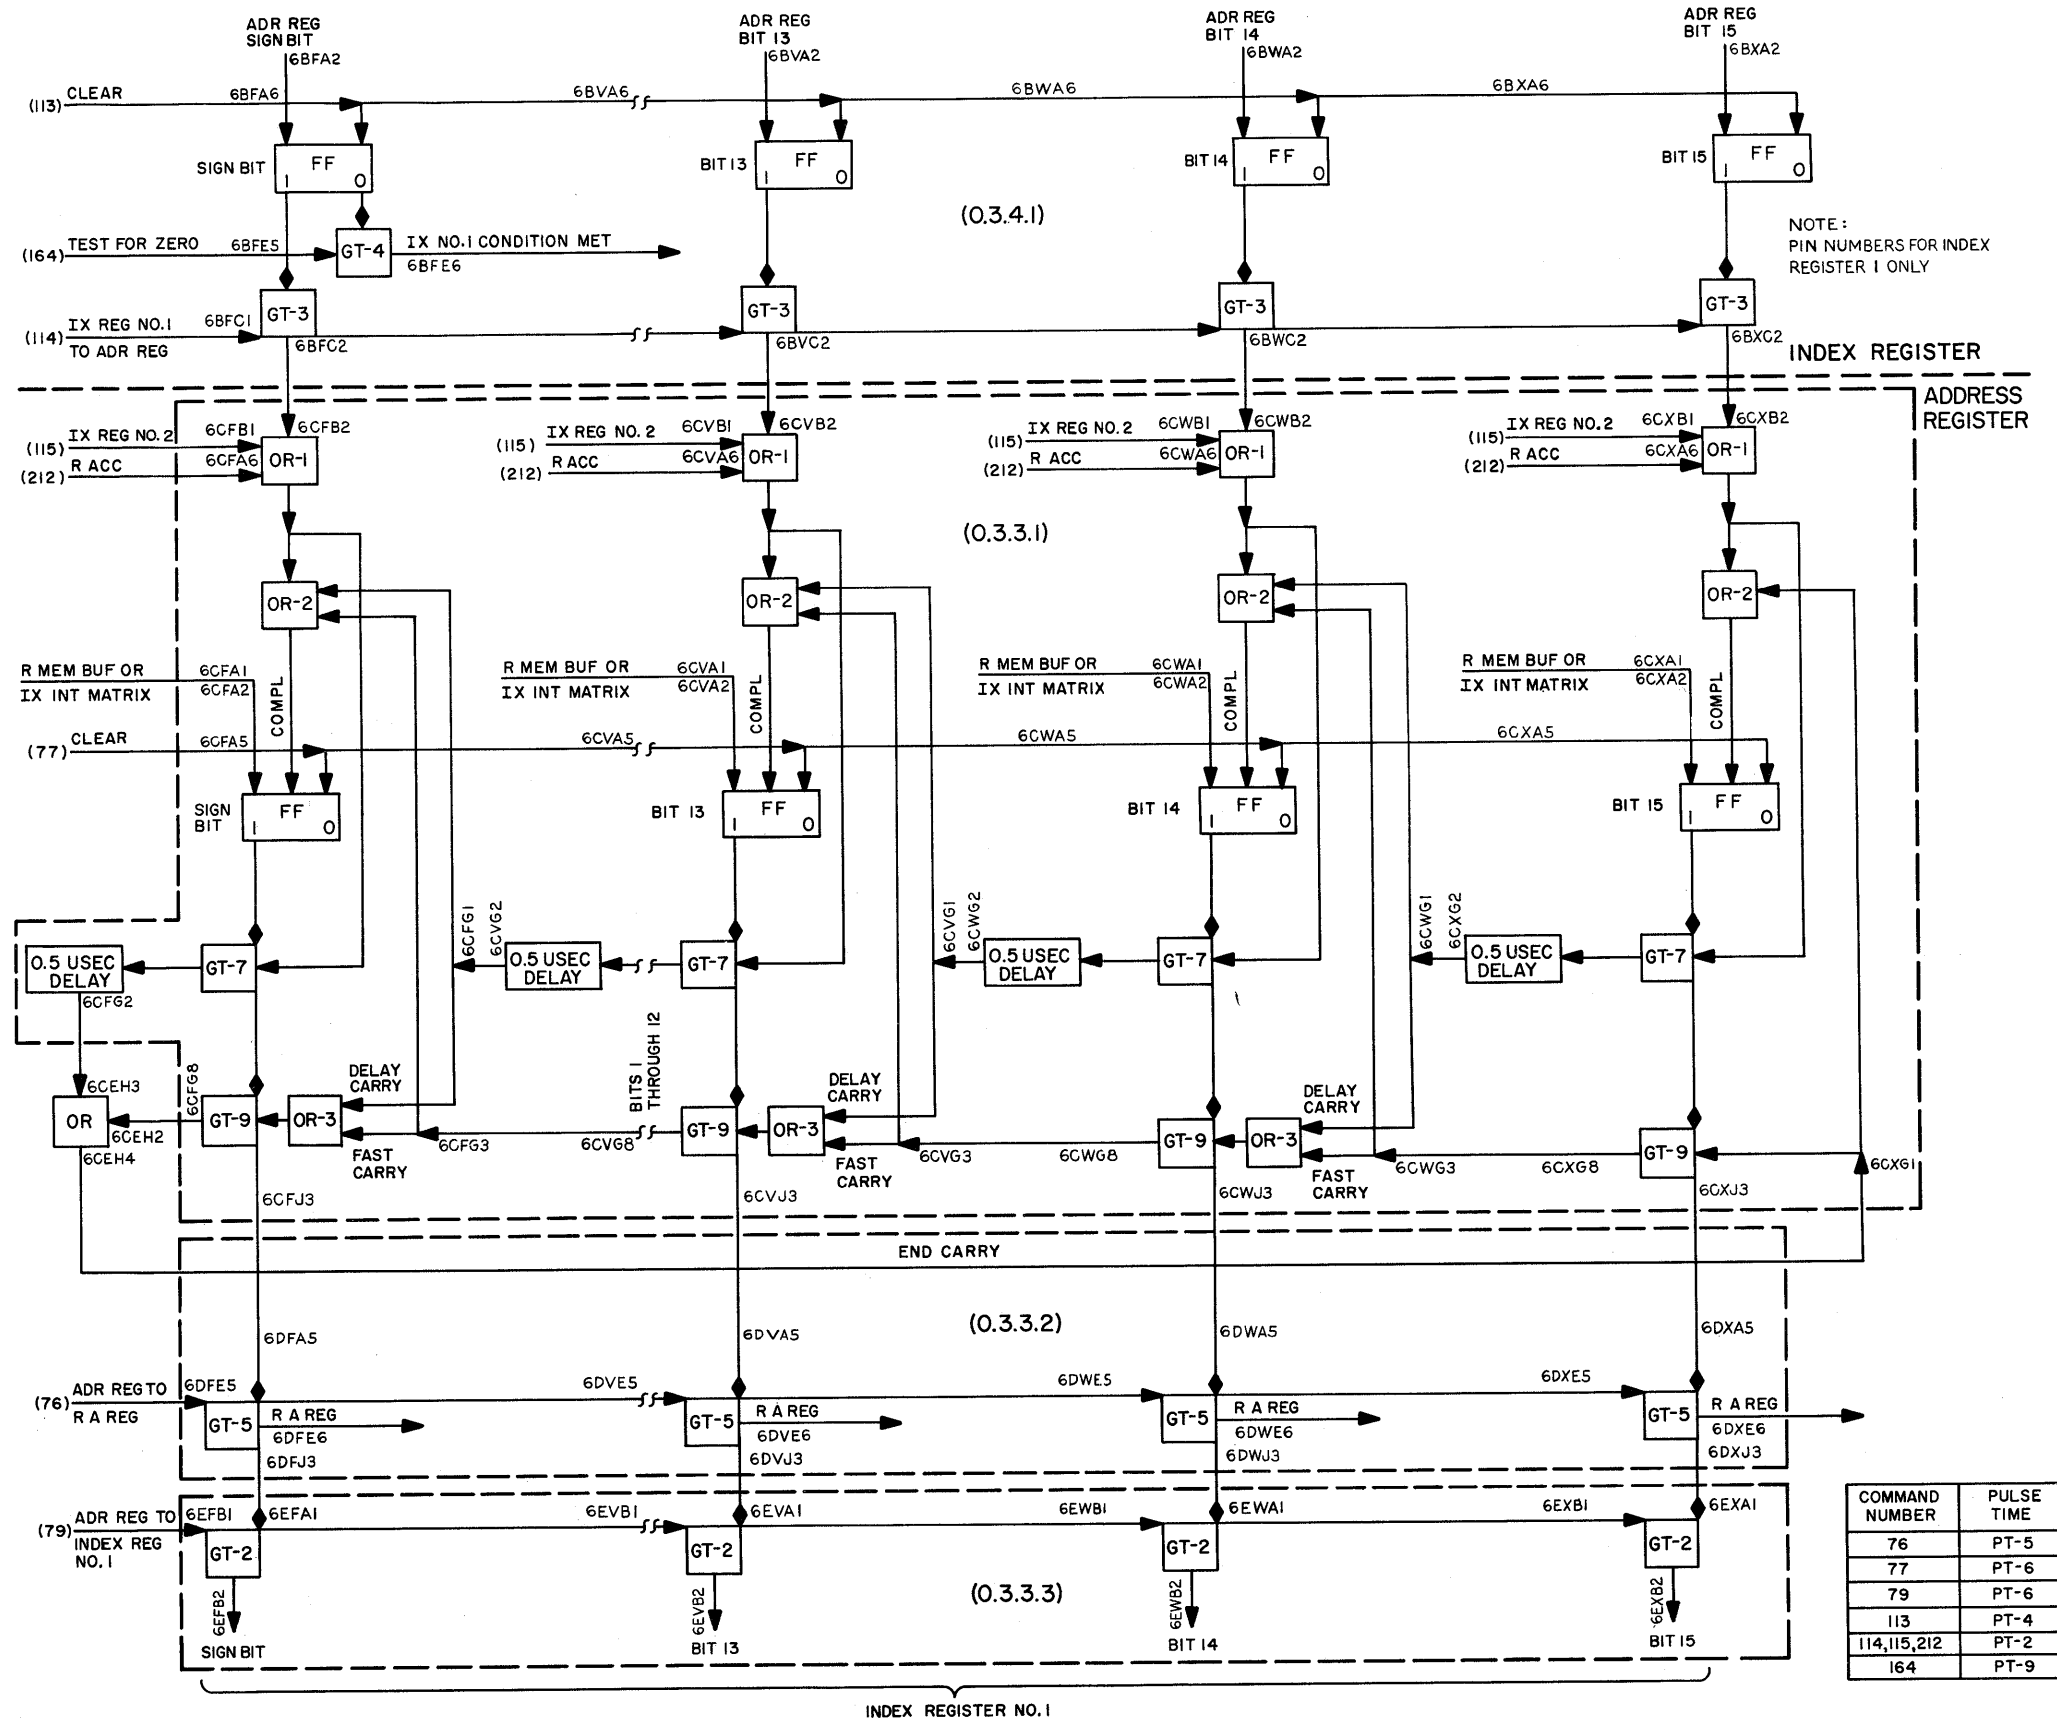 ADR REG
SIGN BIT
6BFA2
ADR REG
BIT 13
6BVA2
ADR REG
BIT 14
6BWA2
ADR REG
BIT 15
6BXA2
(113) CLEAR 6BFA6 6BVA6 6BWA6 6BXA6
SIGN BIT FF 1 0
BIT 13 FF 1 0
BIT 14 FF 1 0
BIT 15 FF 1 0
(0.3.4.1)
NOTE:
PIN NUMBERS FOR INDEX
REGISTER 1 ONLY
(164) TEST FOR ZERO 6BFE5 GT-4 IX NO.1 CONDITION MET
6BFE6
GT-3 GT-3 GT-3 GT-3
(114) IX REG NO.1 6BFC1
TO ADR REG
6BFC2 6BVC2 6BWC2 6BXC2
INDEX REGISTER
ADDRESS
REGISTER
(115) IX REG NO.2 6CFB1 6CFB2
(212) R ACC 6CFA6 OR-1
(115) IX REG NO.2 6CVB1 6CVB2
(212) R ACC 6CVA6 OR-1
(115) IX REG NO.2 6CWB1 6CWB2
(212) R ACC 6CWA6 OR-1
(115) IX REG NO.2 6CXB1 6CXB2
(212) R ACC 6CXA6 OR-1
(0.3.3.1)
OR-2 OR-2 OR-2 OR-2
R MEM BUF OR 6CFA1
IX INT MATRIX 6CFA2
COMPL
R MEM BUF OR 6CVA1
IX INT MATRIX 6CVA2
COMPL
R MEM BUF OR 6CWA1
IX INT MATRIX 6CWA2
COMPL
R MEM BUF OR 6CXA1
IX INT MATRIX 6CXA2
COMPL
(77) CLEAR 6CFA5 6CVA5 6CWA5 6CXA5
SIGN
BIT
FF 1 0
BIT 13 FF 1 0
BIT 14 FF 1 0
BIT 15 FF 1 0
0.5 USEC
DELAY
6CFG2
GT-7
6CFG1
6CVG2
0.5 USEC
DELAY
GT-7
6CVG1
6CWG2
0.5 USEC
DELAY
GT-7
6CWG1
6CXG2
0.5 USEC
DELAY
GT-7
6CEH3
OR
6CEH2
6CEH4
6CFG8
GT-9
OR-3
DELAY
CARRY
FAST
CARRY
6CFG3
BITS 1
THROUGH 12
6CVG8
GT-9
OR-3
DELAY
CARRY
FAST
CARRY
6CVG3
6CWG8
GT-9
OR-3
DELAY
CARRY
FAST
CARRY
6CWG3
6CXG8
GT-9
6CXG1
6CFJ3 6CVJ3 6CWJ3 6CXJ3
END CARRY
(0.3.3.2)
6DFA5 6DVA5 6DWA5 6DXA5
(76) ADR REG TO
R A REG
6DFE5 6DVE5 6DWE5 6DXE5
GT-5 R A REG
6DFE6
6DFJ3
GT-5 R A REG
6DVE6
6DVJ3
GT-5 R A REG
6DWE6
6DWJ3
GT-5 R A REG
6DXE6
6DXJ3
(79) ADR REG TO
INDEX REG
NO.1
6EFB1 6EFA1 6EVB1 6EVA1 6EWB1 6EWA1 6EXB1 6EXA1
GT-2 GT-2 GT-2 GT-2
(0.3.3.3)
6EFB2 6EVB2 6EWB2 6EXB2
SIGN BIT BIT 13 BIT 14 BIT 15
INDEX REGISTER NO.1
COMMAND NUMBER PULSE TIME
76 PT-5
77 PT-6
79 PT-6
113 PT-4
114,115,212 PT-2
164 PT-9